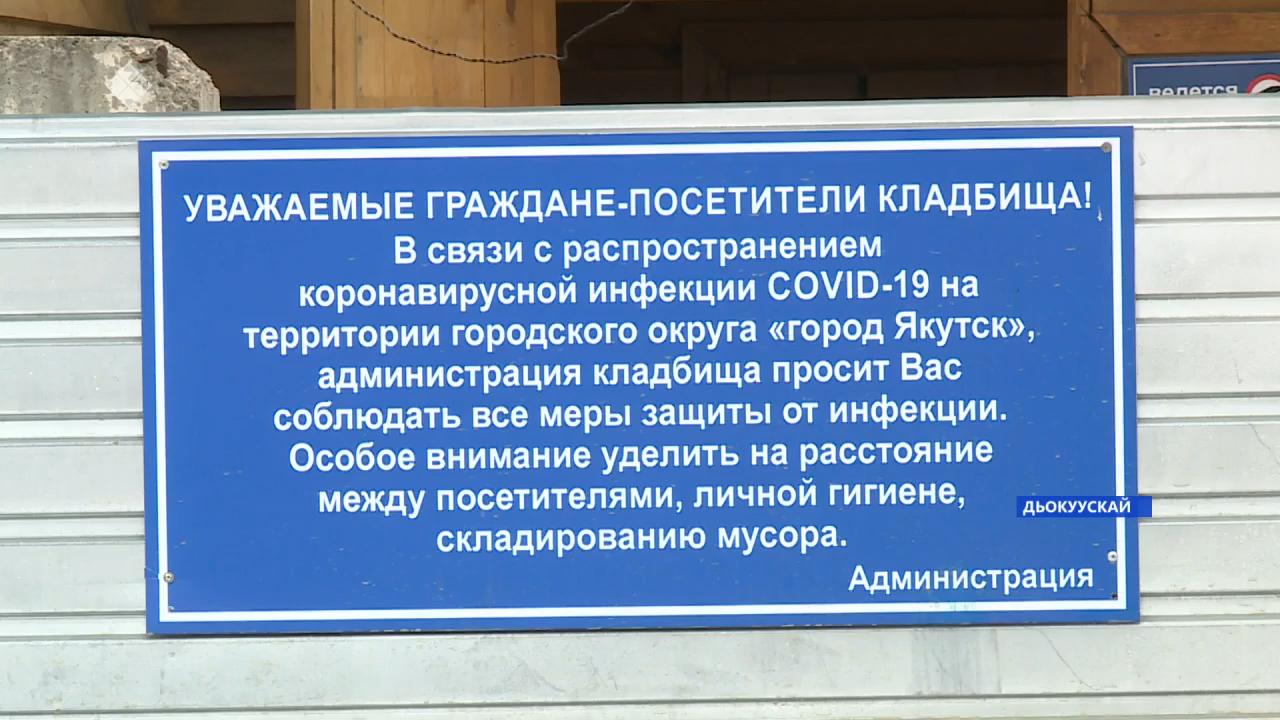 ведется
УВАЖАЕМЫЕ ГРАЖДАНЕ-ПОСЕТИТЕЛИ КЛАДБИЩА!
В связи с распространением
коронавирусной инфекции COVID-19 на
территории городского округа «город Якутск»,
администрация кладбища просит Вас
соблюдать все меры защиты от инфекции.
Особое внимание уделить на расстояние
между посетителями, личной гигиене,
складированию мусора.
ДЬОКУУСКАЙ
Администрация